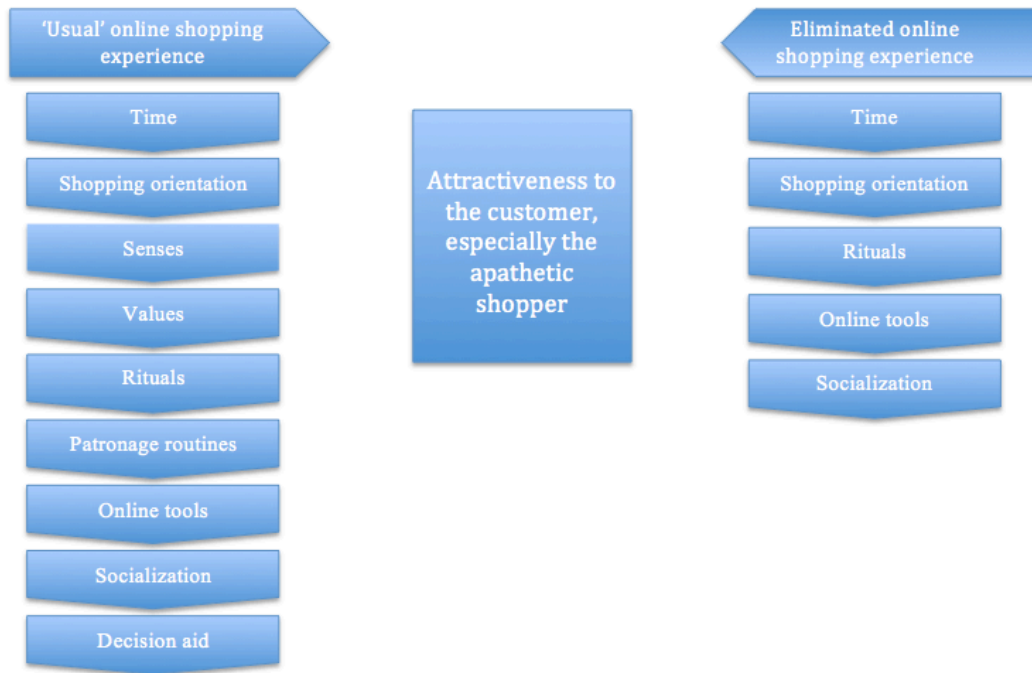 ‘Usual’ online shopping
experience
Time
Shopping orientation
Senses
Values
Rituals
Patronage routines
Online tools
Socialization
Decision aid
Attractiveness to
the customer,
especially the
apathetic
shopper
Eliminated online
shopping experience
Time
Shopping orientation
Rituals
Online tools
Socialization